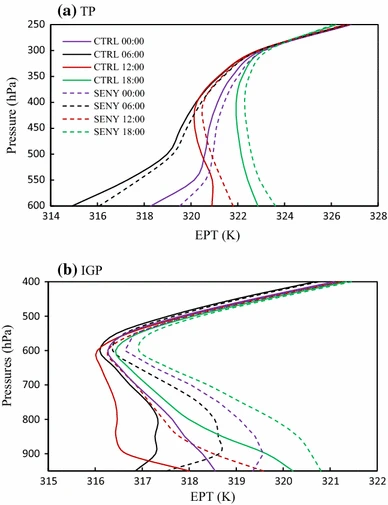 (a) TP
250
300
350
400
450
500
550
600
Pressure (hPa)
CTRL 00:00
CTRL 06:00
CTRL 12:00
CTRL 18:00
SENY 00:00
SENY 06:00
SENY 12:00
SENY 18:00
314 316 318 320 322 324 326 328
EPT (K)
(b) IGP
400
500
600
700
800
900
Pressures (hPa)
315 316 317 318 319 320 321 322
EPT (K)